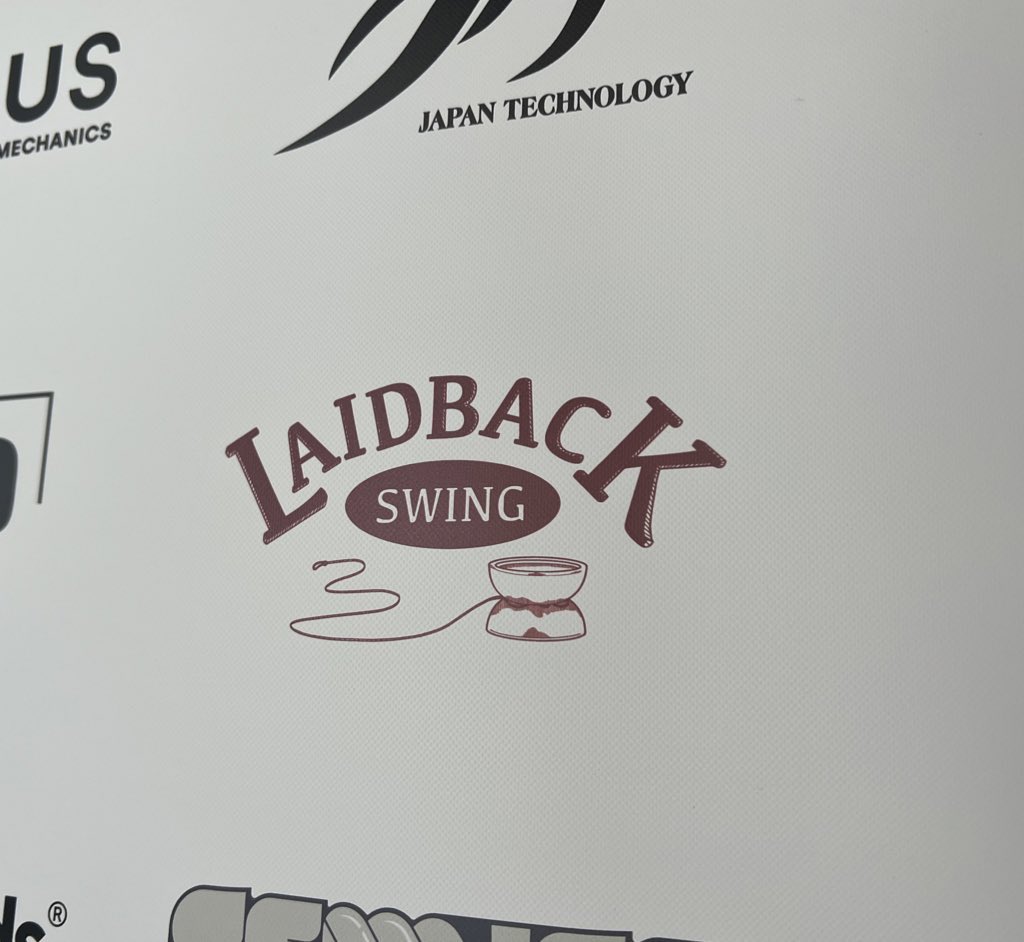 JAPAN TECHNOLOGY
US
MECHANICS
LAIDBACK
SWING
®